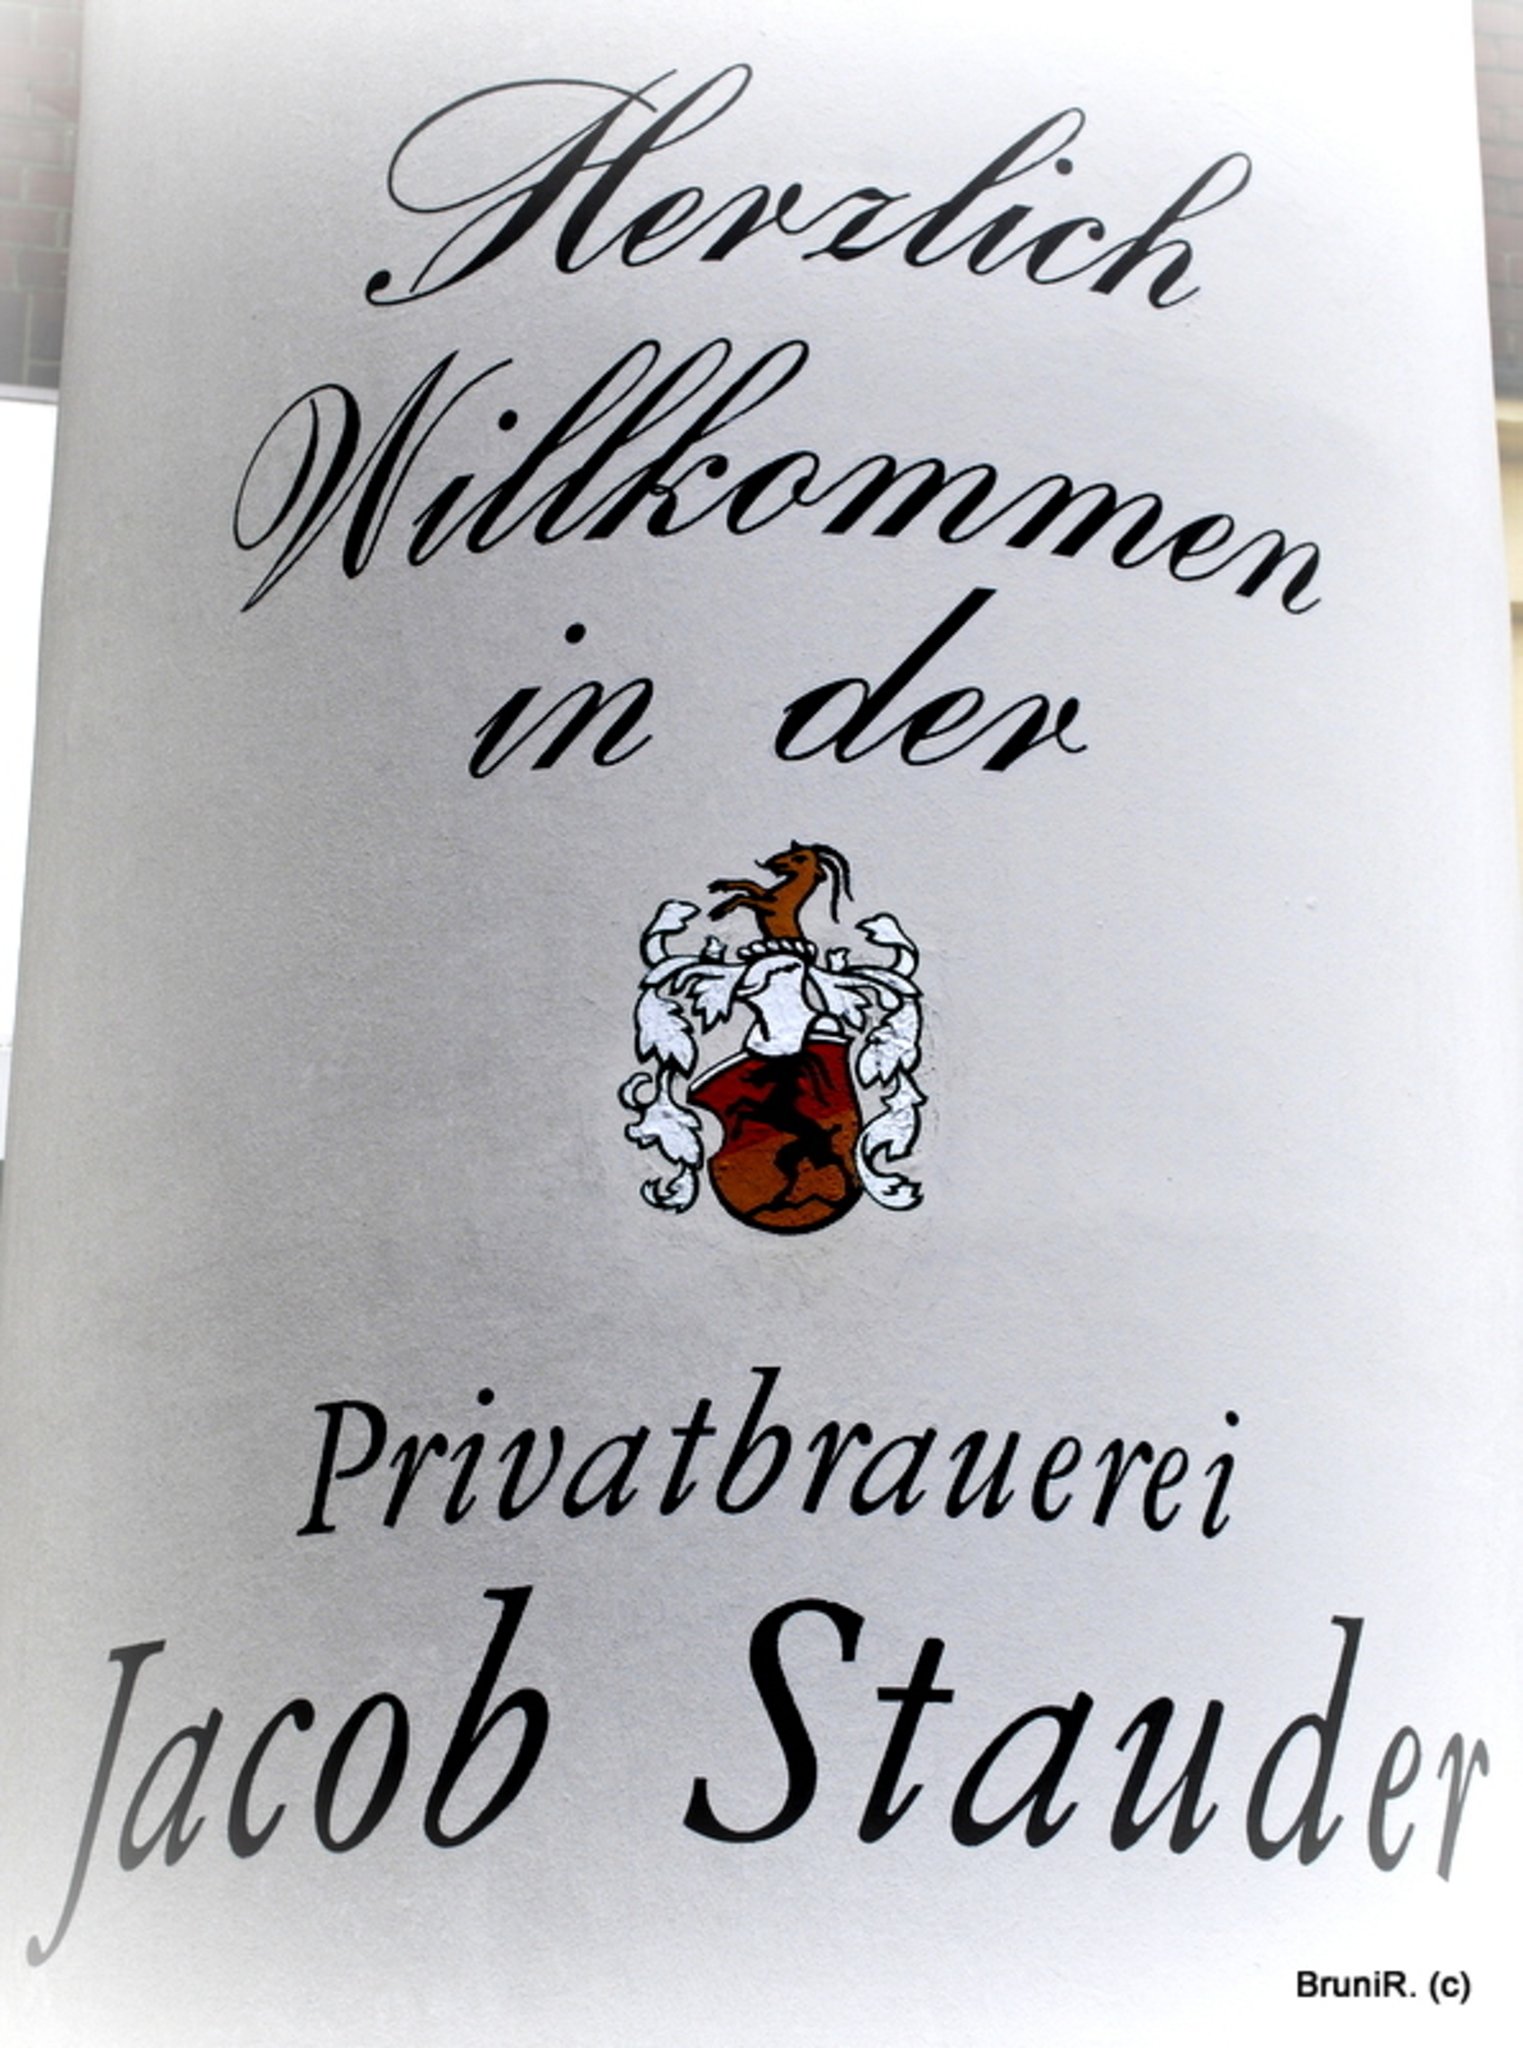 Herzlich
Willkommen
in der
Privatbrauerei
Jacob Stauder
BruniR. (c)